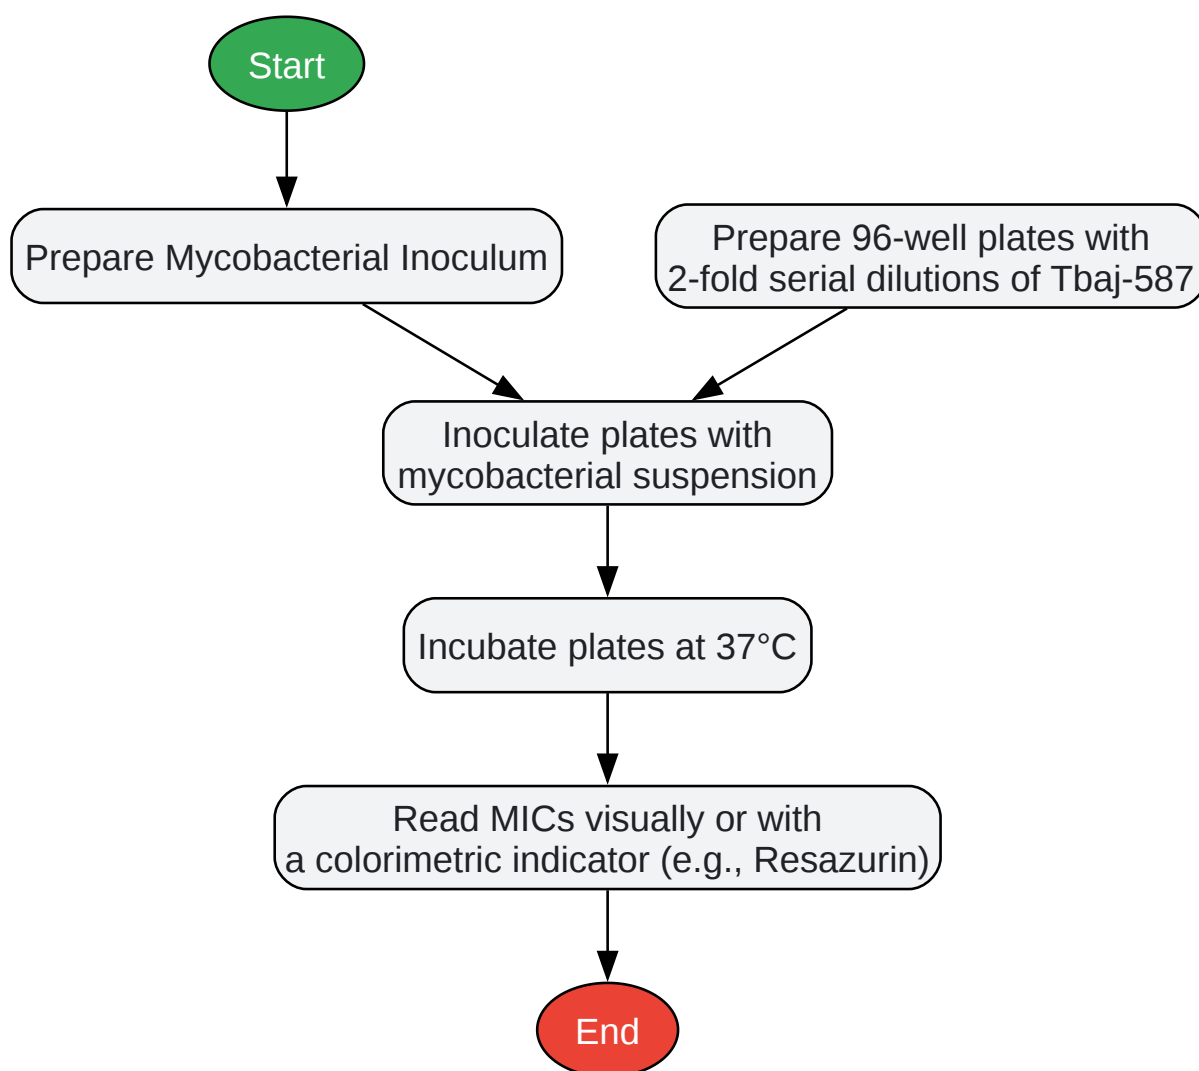 Start
Prepare Mycobacterial Inoculum
Prepare 96-well plates with
2-fold serial dilutions of Tbaj-587
Inoculate plates with
mycobacterial suspension
Incubate plates at 37°C
Read MICs visually or with
a colorimetric indicator (e.g., Resazurin)
End